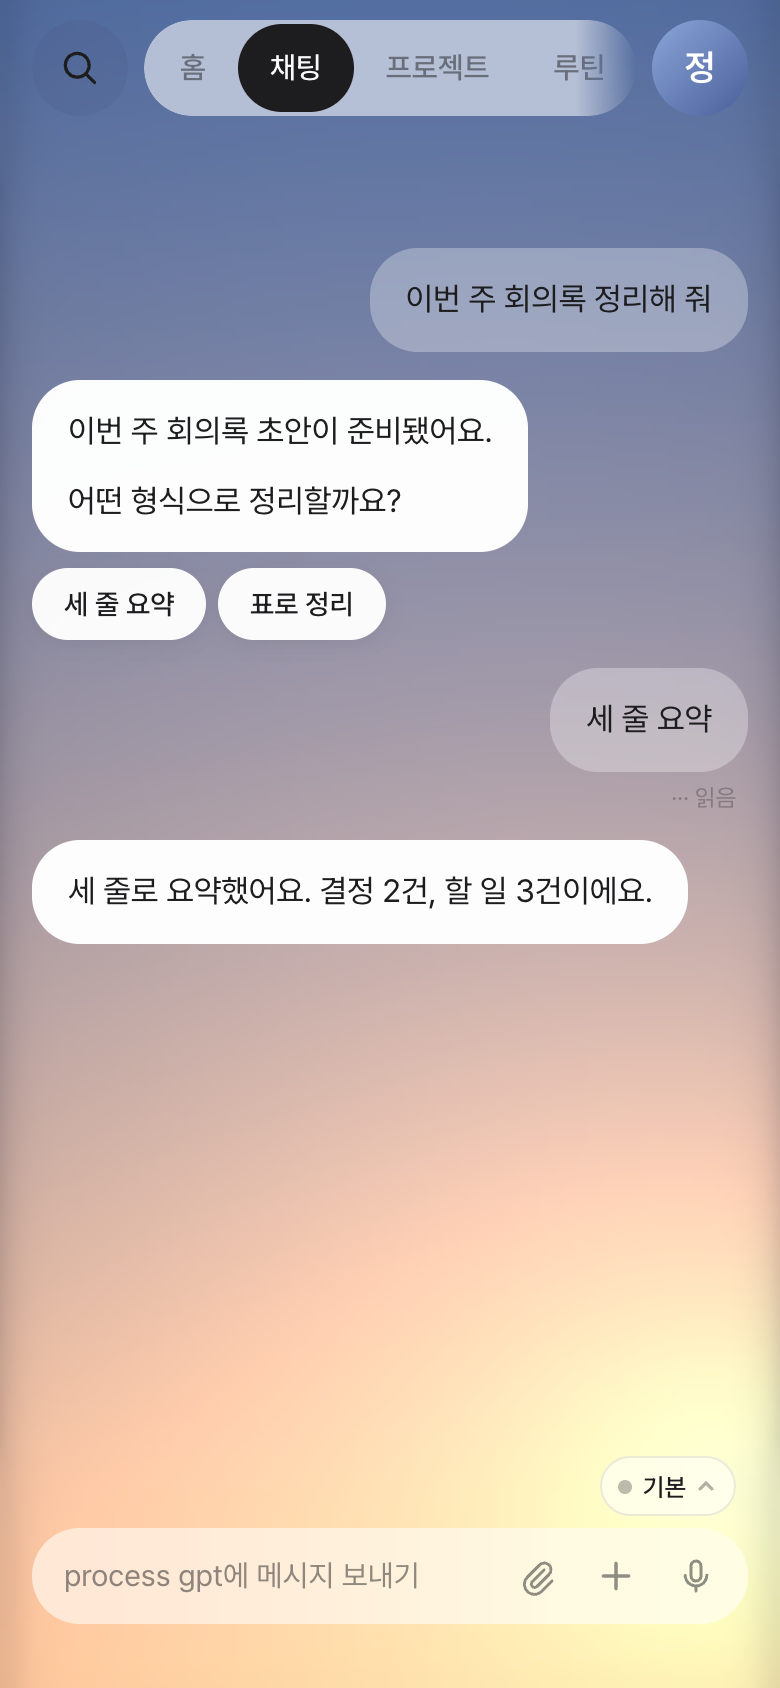 홈 채팅 프로젝트 루틴 정
이번 주 회의록 정리해 줘
이번 주 회의록 초안이 준비됐어요.
어떤 형식으로 정리할까요?
세 줄 요약 표로 정리
세 줄 요약
··· 읽음
세 줄로 요약했어요. 결정 2건, 할 일 3건이에요.
기본
process gpt에 메시지 보내기